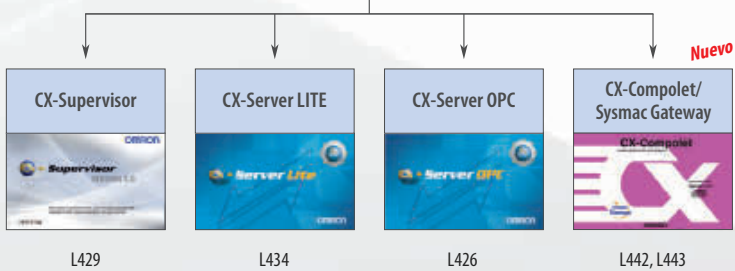 Nuevo
CX-Supervisor
CX-Server LITE
CX-Server OPC
CX-Compolet/
Sysmac Gateway
OMRON
Supervisor
Server Lite
OMRON
Server OPC
OMRON
CX-Compolet
CX
L429
L434
L426
L442, L443